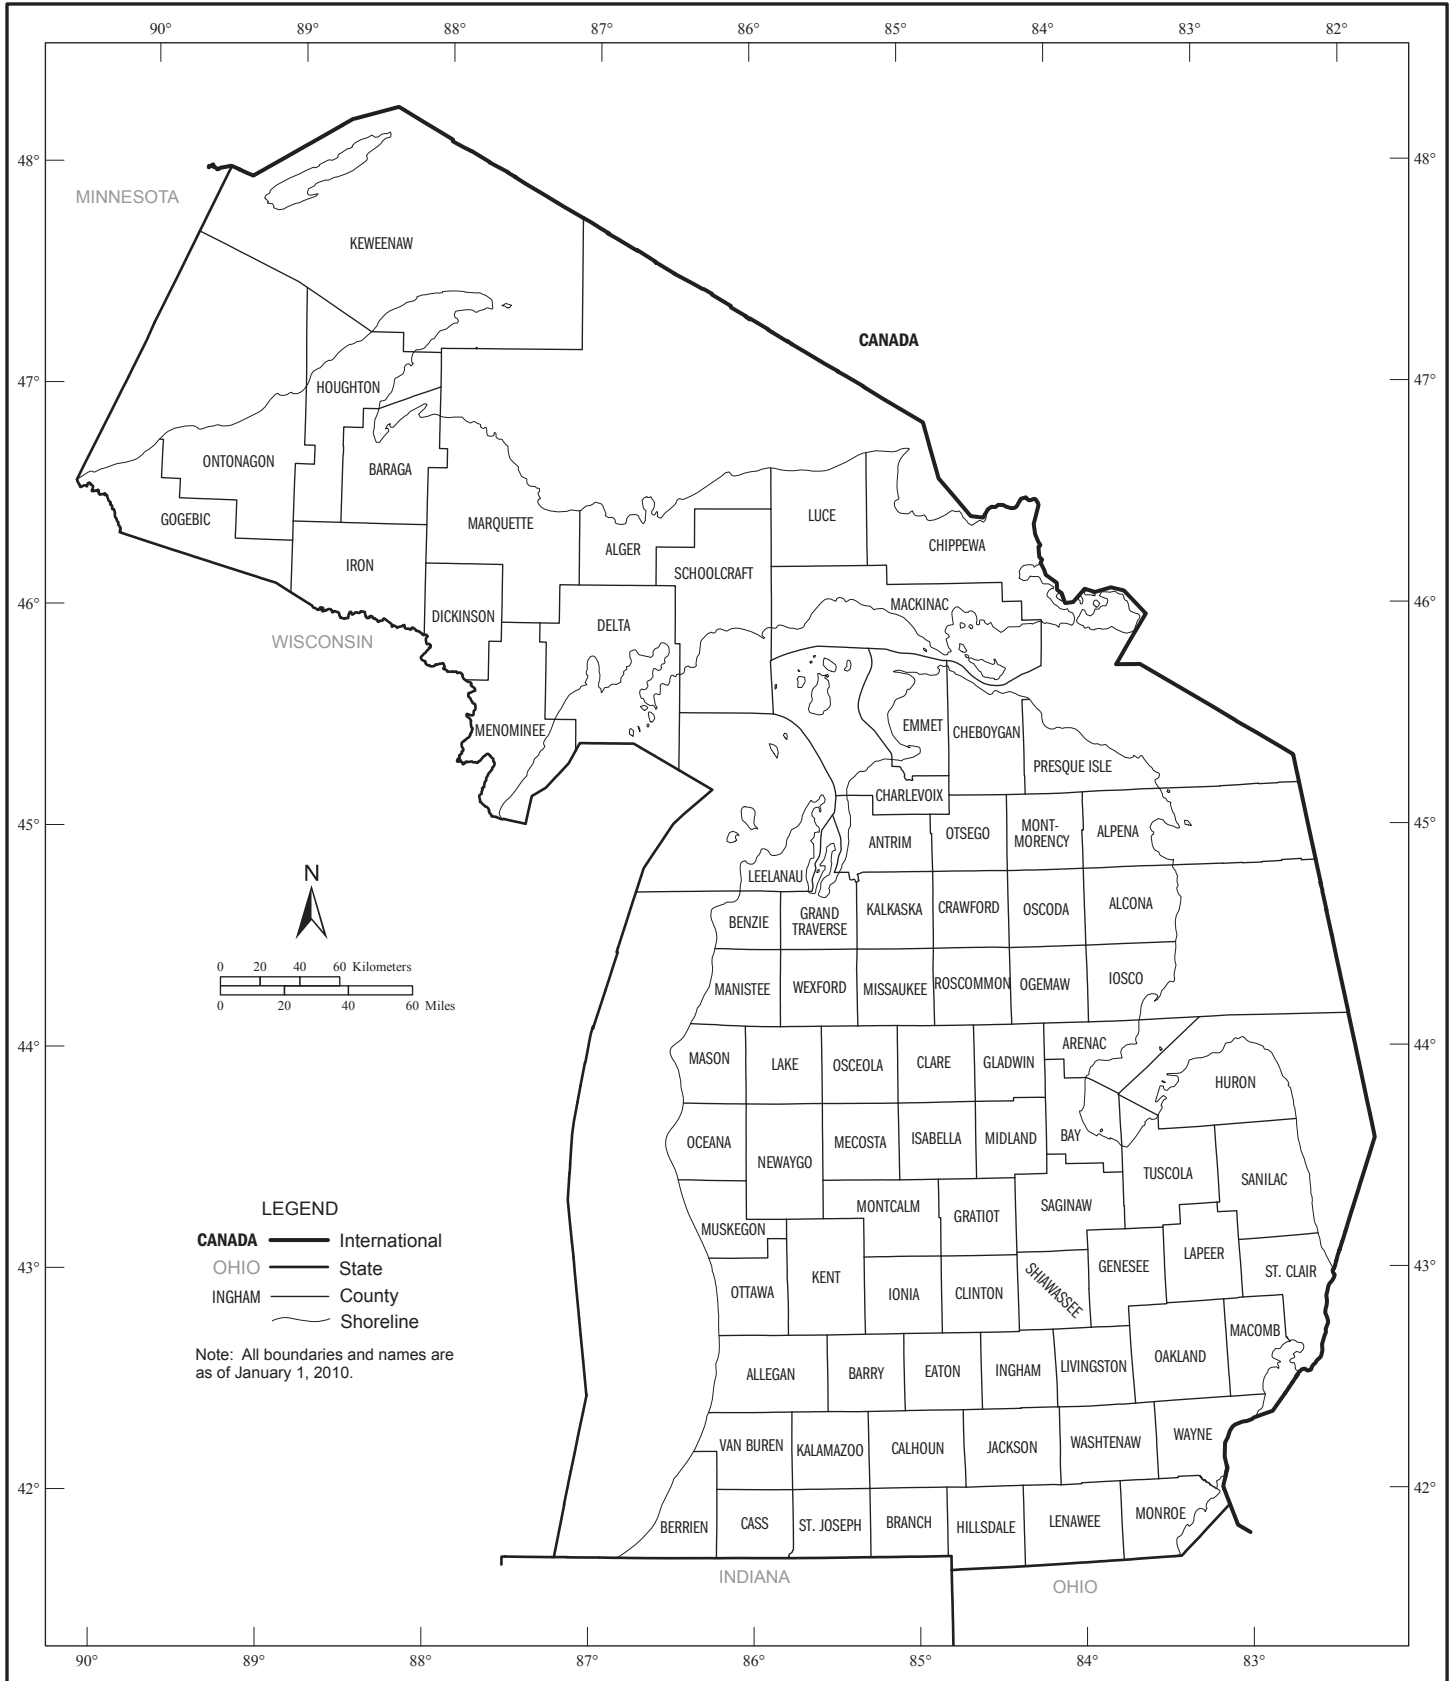 90° 89° 88° 87° 86° 85° 84° 83° 82°
48° 48°
MINNESOTA
KEWEENAW
CANADA
47° 47°
HOUGHTON
ONTONAGON
BARAGA
GOGEBIC
MARQUETTE
LUCE
ALGER
CHIPPEWA
IRON
SCHOOLCRAFT
46° 46°
MACKINAC
DICKINSON
DELTA
WISCONSIN
EMMET
MENOMINEE
CHEBOYGAN
PRESQUE ISLE
CHARLEVOIX
45° 45°
ANTRIM
OTSEGO
MONT-
MORENCY
ALPENA
LEELANAU
N
BENZIE
GRAND
TRAVERSE
KALKASKA
CRAWFORD
OSCODA
ALCONA
0 20 40 60 Kilometers
0 20 40 60 Miles
MANISTEE
WEXFORD
MISSAUKEE
ROSCOMMON
OGEMAW
IOSCO
44° 44°
MASON
LAKE
OSCEOLA
CLARE
GLADWIN
ARENAC
HURON
OCEANA
NEWAYGO
MECOSTA
ISABELLA
MIDLAND
BAY
TUSCOLA
SANILAC
MUSKEGON
MONTCALM
GRATIOT
SAGINAW
43° 43°
OTTAWA
KENT
IONIA
CLINTON
SHIAWASSEE
GENESEE
LAPEER
ST. CLAIR
LEGEND
CANADA International
OHIO State
INGHAM County
Shoreline
Note: All boundaries and names are
as of January 1, 2010.
ALLEGAN
BARRY
EATON
INGHAM
LIVINGSTON
OAKLAND
MACOMB
VAN BUREN
KALAMAZOO
CALHOUN
JACKSON
WASHTENAW
WAYNE
42° 42°
BERRIEN
CASS
ST. JOSEPH
BRANCH
HILLSDALE
LENAWEE
MONROE
INDIANA
OHIO
90° 89° 88° 87° 86° 85° 84° 83°